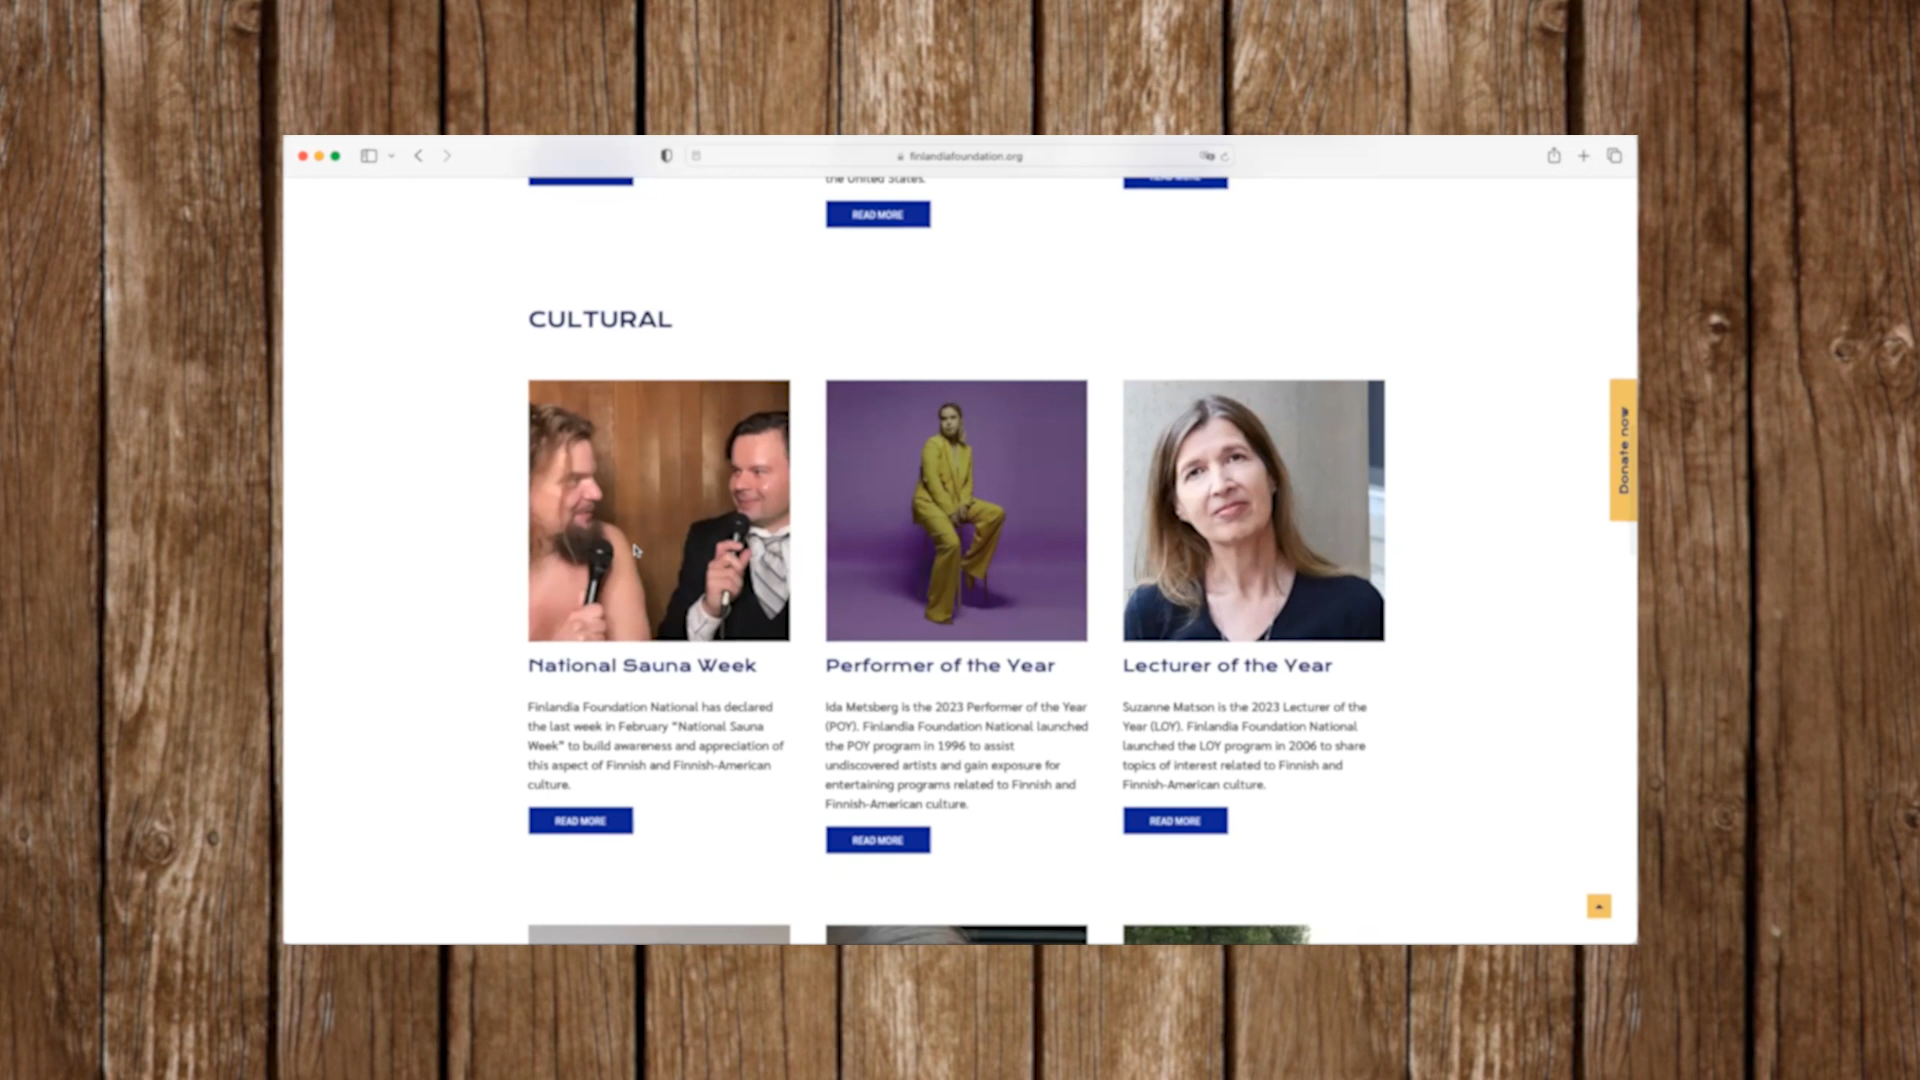 finlandiafoundation.org
the United States.
READ MORE
READ MORE
CULTURAL
Donate now
National Sauna Week
Finlandia Foundation National has declared
the last week in February “National Sauna
Week” to build awareness and appreciation of
this aspect of Finnish and Finnish-American
culture.
READ MORE
Performer of the Year
Ida Metsberg is the 2023 Performer of the Year
(POY). Finlandia Foundation National launched
the POY program in 1996 to assist
undiscovered artists and gain exposure for
entertaining programs related to Finnish and
Finnish-American culture.
READ MORE
Lecturer of the Year
Suzanne Matson is the 2023 Lecturer of the
Year (LOY). Finlandia Foundation National
launched the LOY program in 2006 to share
topics of interest related to Finnish and
Finnish-American culture.
READ MORE